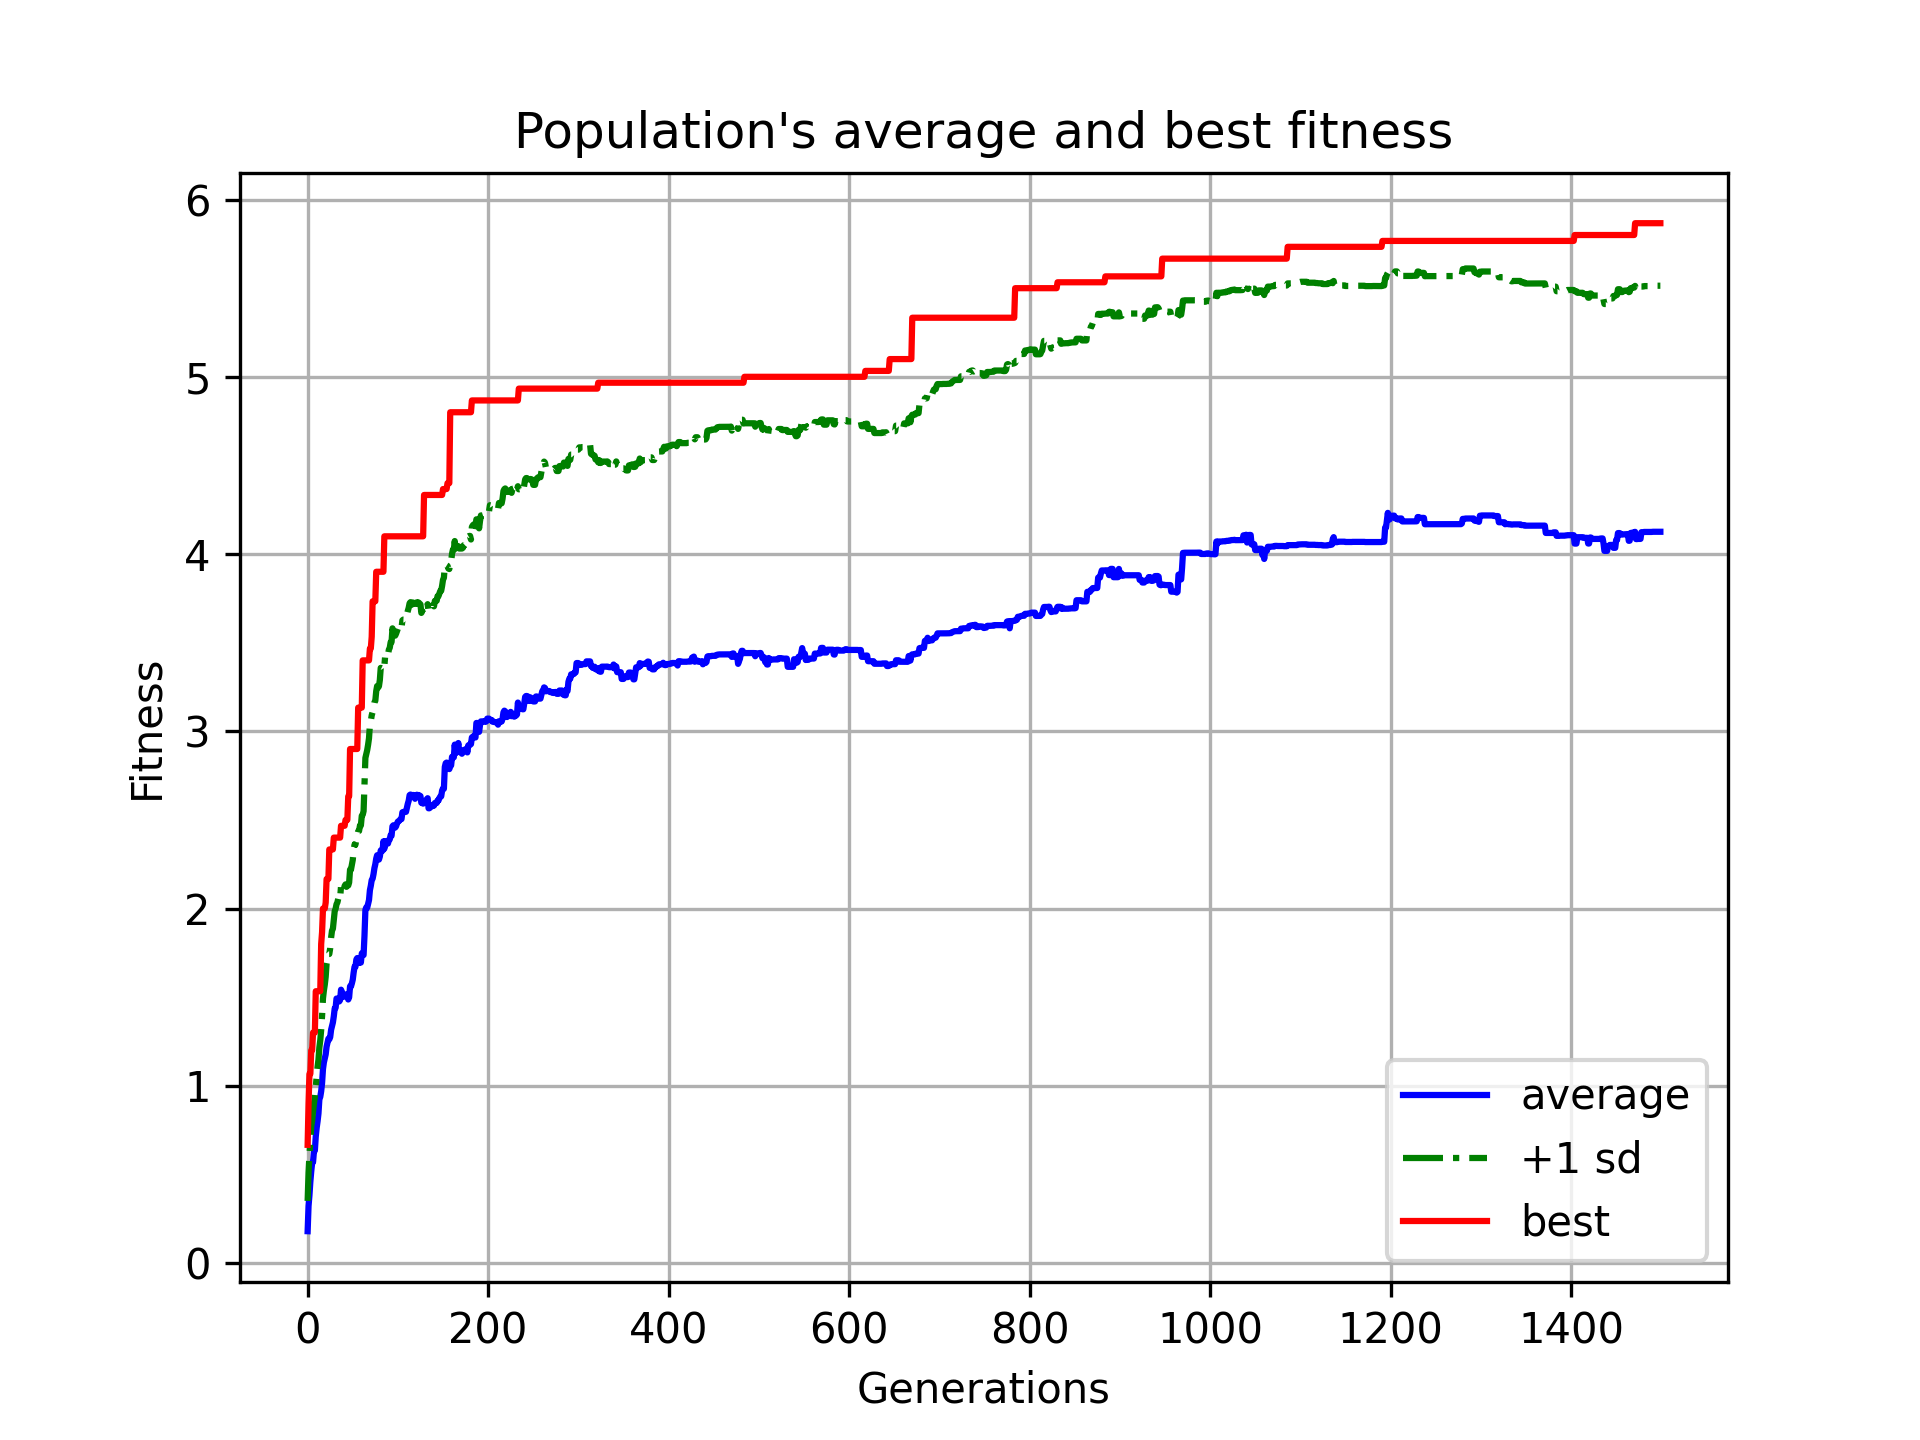 Population's average and best fitness
Fitness
6
5
4
3
2
1
0
0 200 400 600 800 1000 1200 1400
Generations
average
+1 sd
best